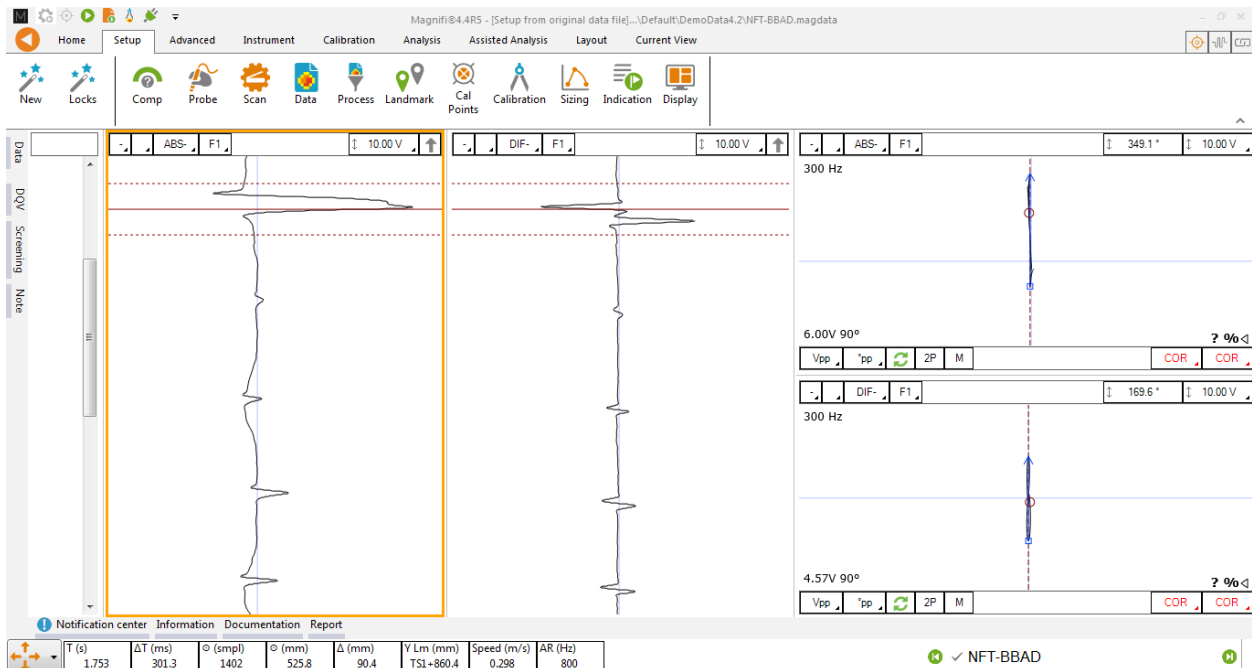 Magnifi®4.4R5 - [Setup from original data file]...\Default\DemoData4.2\NFT-BBAD.magdata
Home Setup Advanced Instrument Calibration Analysis Assisted Analysis Layout Current View
New Locks Comp Probe Scan Data Process Landmark Cal Points Calibration Sizing Indication Display
Data
DQV
Screening
Note
- ABS- F1 10.00 V
- DIF- F1 10.00 V
- ABS- F1 349.1 ° 10.00 V
300 Hz
6.00V 90º
? %
Vpp °pp 2P M COR COR
- DIF- F1 169.6 ° 10.00 V
300 Hz
4.57V 90º
? %
Vpp °pp 2P M COR COR
Notification center Information Documentation Report
T (s) ΔT (ms) ⊙ (smpl) ⊙ (mm) Δ (mm) Y Lm (mm) Speed (m/s) AR (Hz)
1.753 301.3 1402 525.8 90.4 TS1+860.4 0.298 800
NFT-BBAD